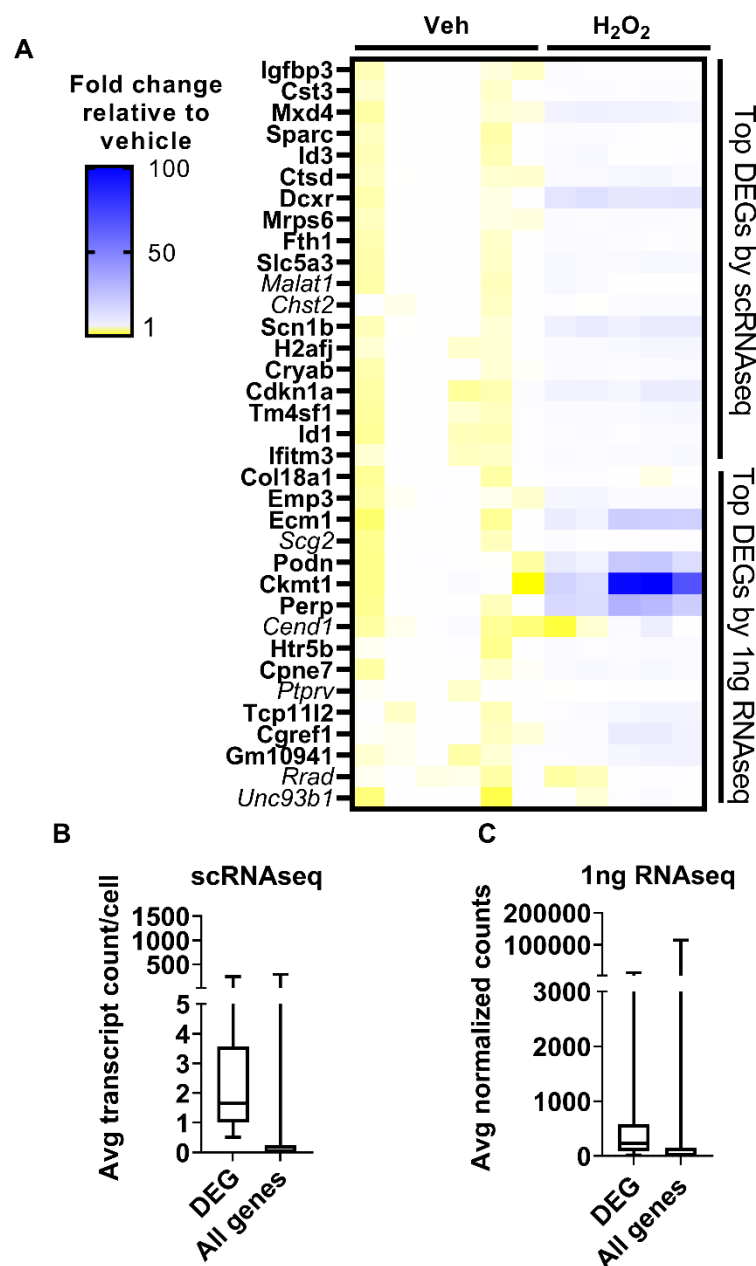 A
Veh
H₂O₂
Fold change
relative to
vehicle
100
50
1
Igfbp3
Cst3
Mxd4
Sparc
Id3
Ctsd
Dcxr
Mrps6
Fth1
Slc5a3
Malat1
Chst2
Scn1b
H2afj
Cryab
Cdkn1a
Tm4sf1
Id1
Ifitm3
Col18a1
Emp3
Ecm1
Scg2
Podn
Ckmt1
Perp
Cend1
Htr5b
Cpne7
Ptprv
Tcp11l2
Cgref1
Gm10941
Rrad
Unc93b1
Top DEGs by scRNAseq
Top DEGs by 1ng RNAseq
B
scRNAseq
Avg transcript count/cell
1500
1000
500
5
4
3
2
1
0
DEG
All genes
C
1ng RNAseq
Avg normalized counts
200000
100000
3000
2000
1000
0
DEG
All genes